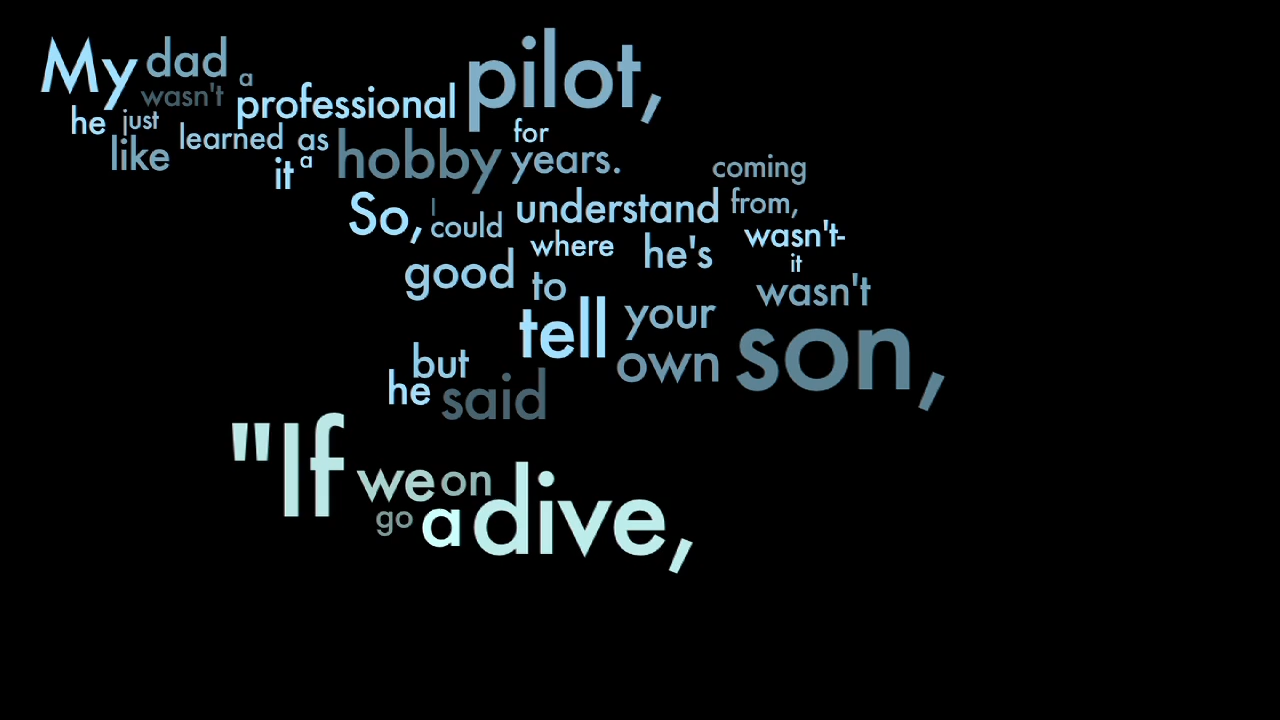 My dad wasn't a professional pilot,
he just like learned it as a hobby for years.
So, I could understand where he's coming from,
wasn't- it wasn't good to tell your own son,
but he said
"If we go on a dive,